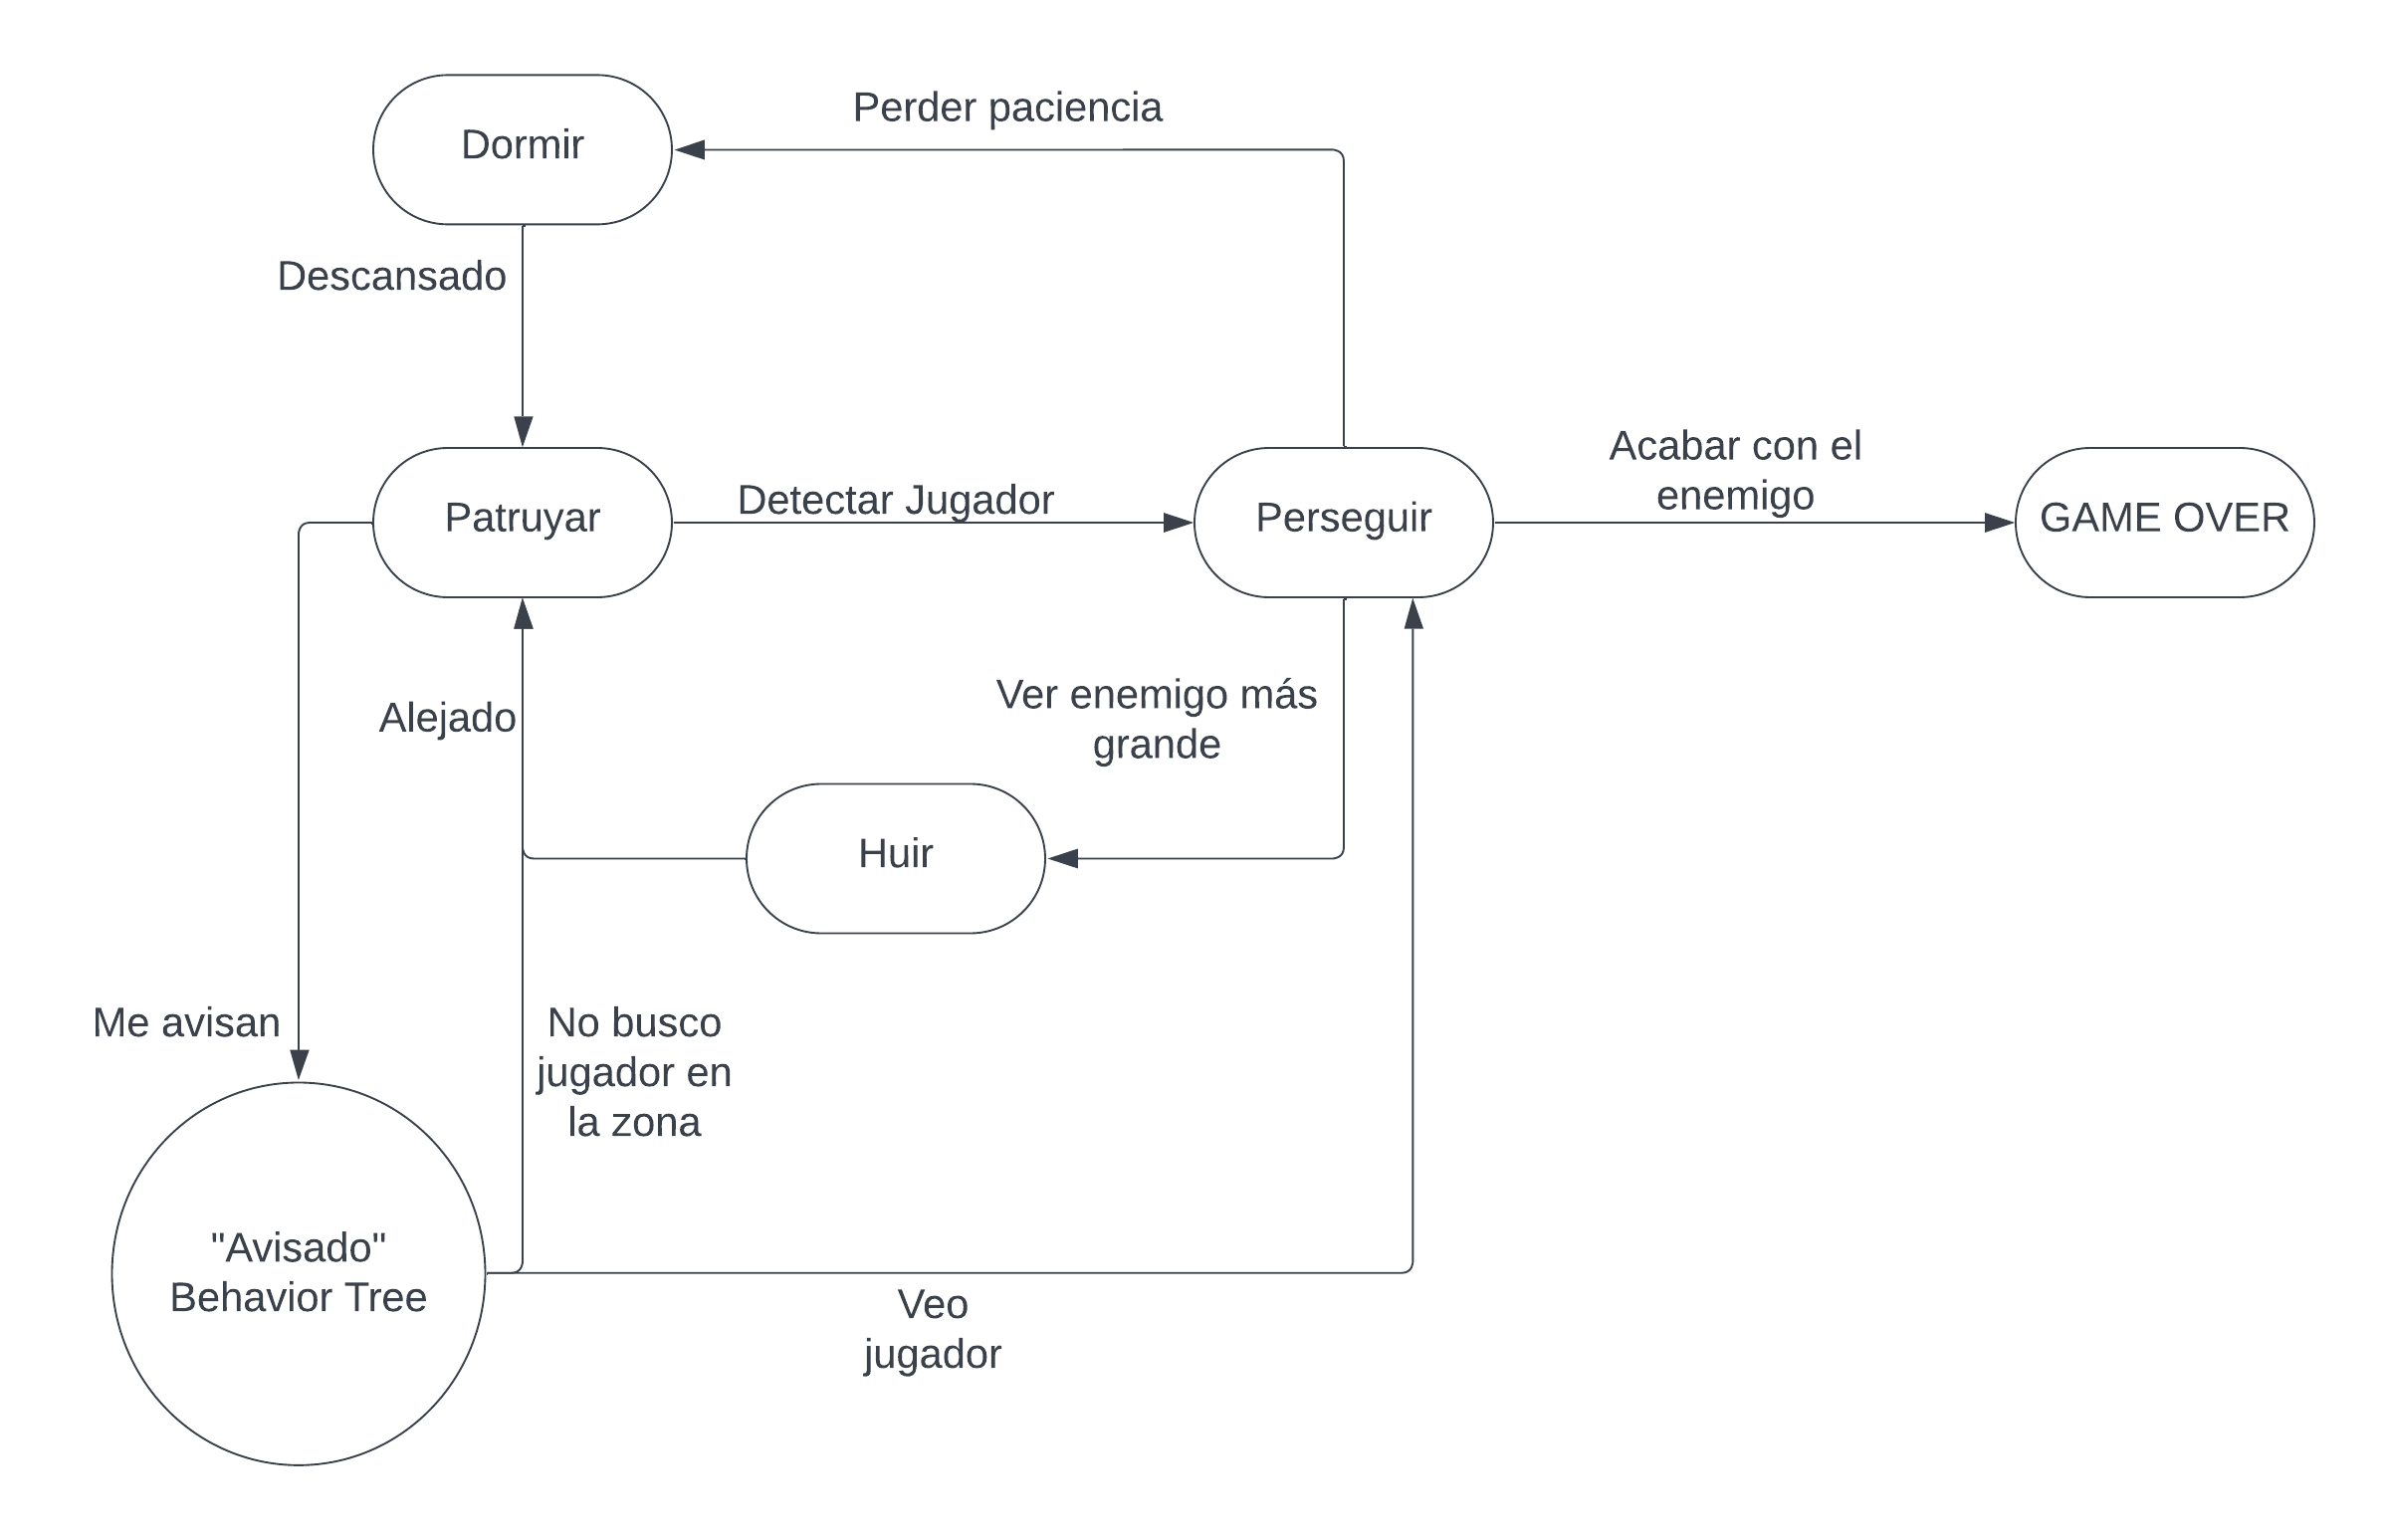 Perder paciencia
Dormir
Descansado
Acabar con el
enemigo
Detectar Jugador
Patruyar
Perseguir
GAME OVER
Ver enemigo más
grande
Alejado
Huir
Me avisan
No busco
jugador en
la zona
"Avisado"
Behavior Tree
Veo
jugador